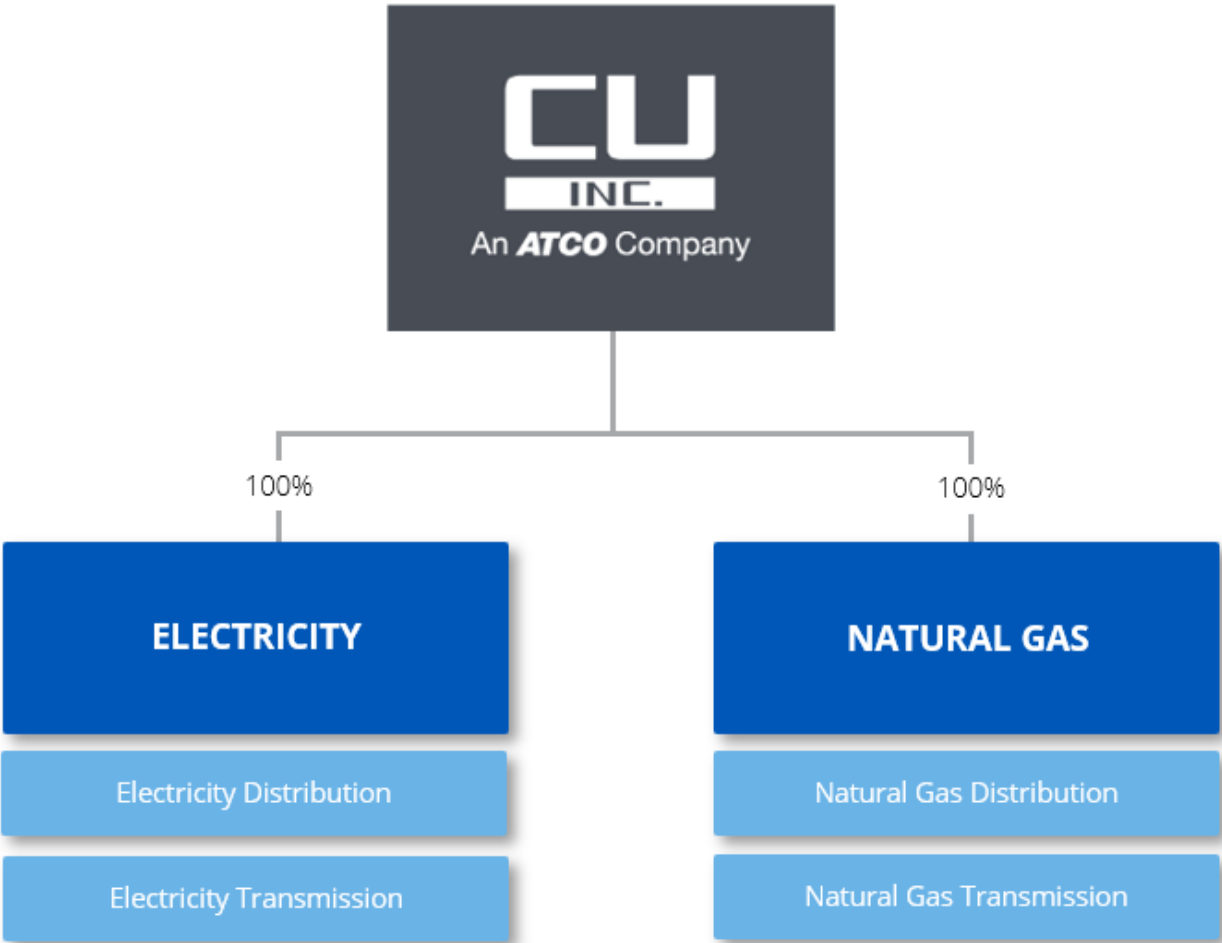 CU
INC.
An ATCO Company
100%
100%
ELECTRICITY
NATURAL GAS
Electricity Distribution
Natural Gas Distribution
Electricity Transmission
Natural Gas Transmission